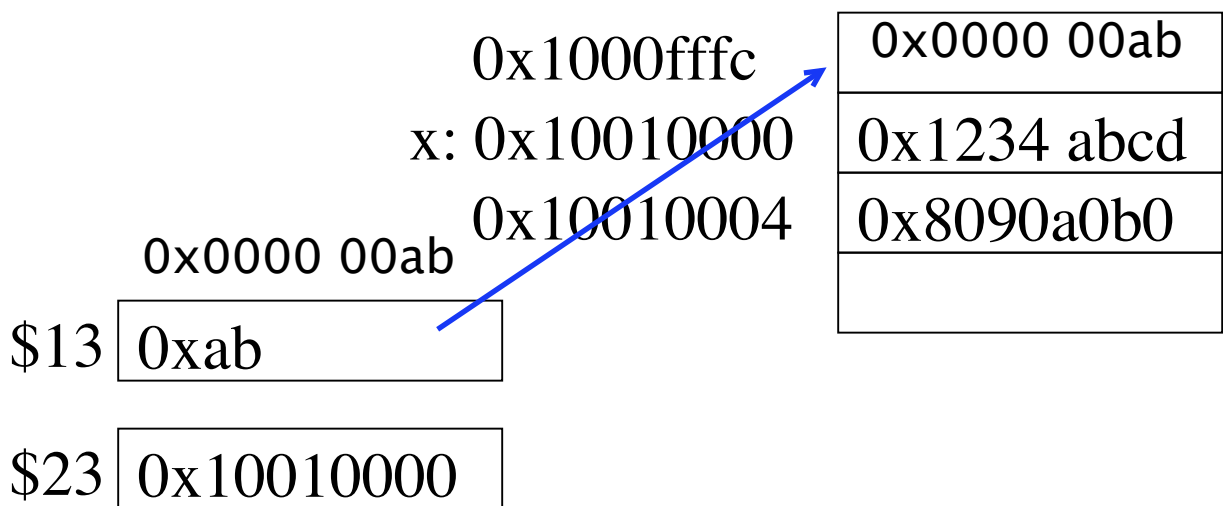 0x1000fffc 0x0000 00ab
x: 0x10010000 0x1234 abcd
0x10010004 0x8090a0b0
0x0000 00ab
$13 0xab
$23 0x10010000